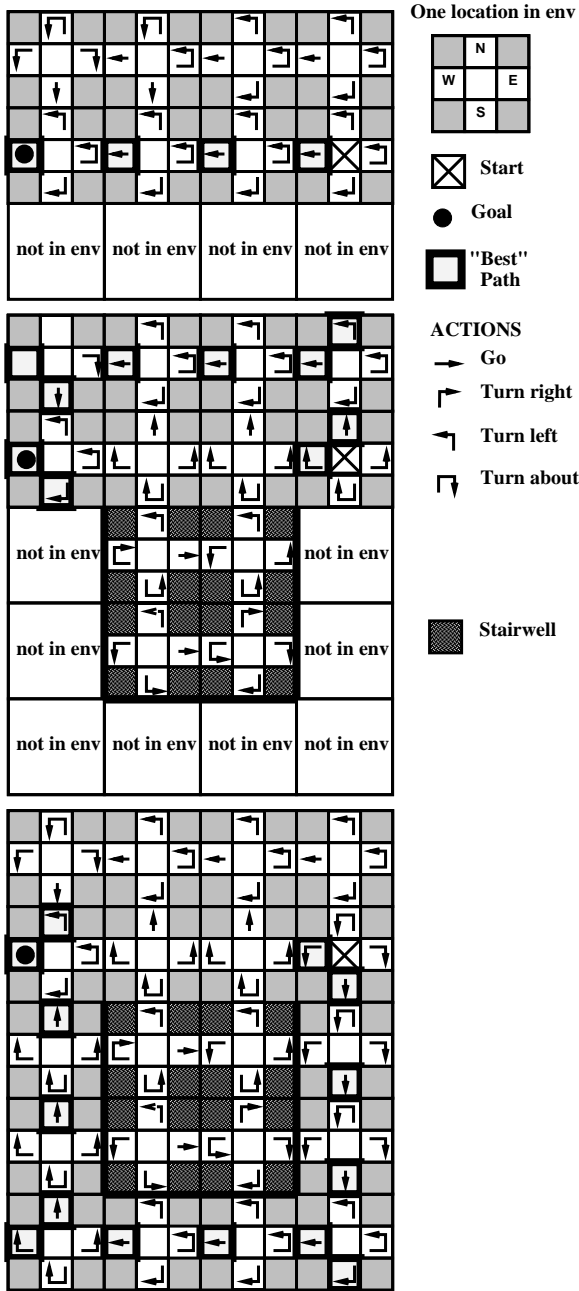 One location in env
N
W E
S
Start
Goal
"Best"
Path
ACTIONS
Go
Turn right
Turn left
Turn about
Stairwell
not in env not in env not in env not in env
not in env not in env
not in env not in env
not in env not in env not in env not in env